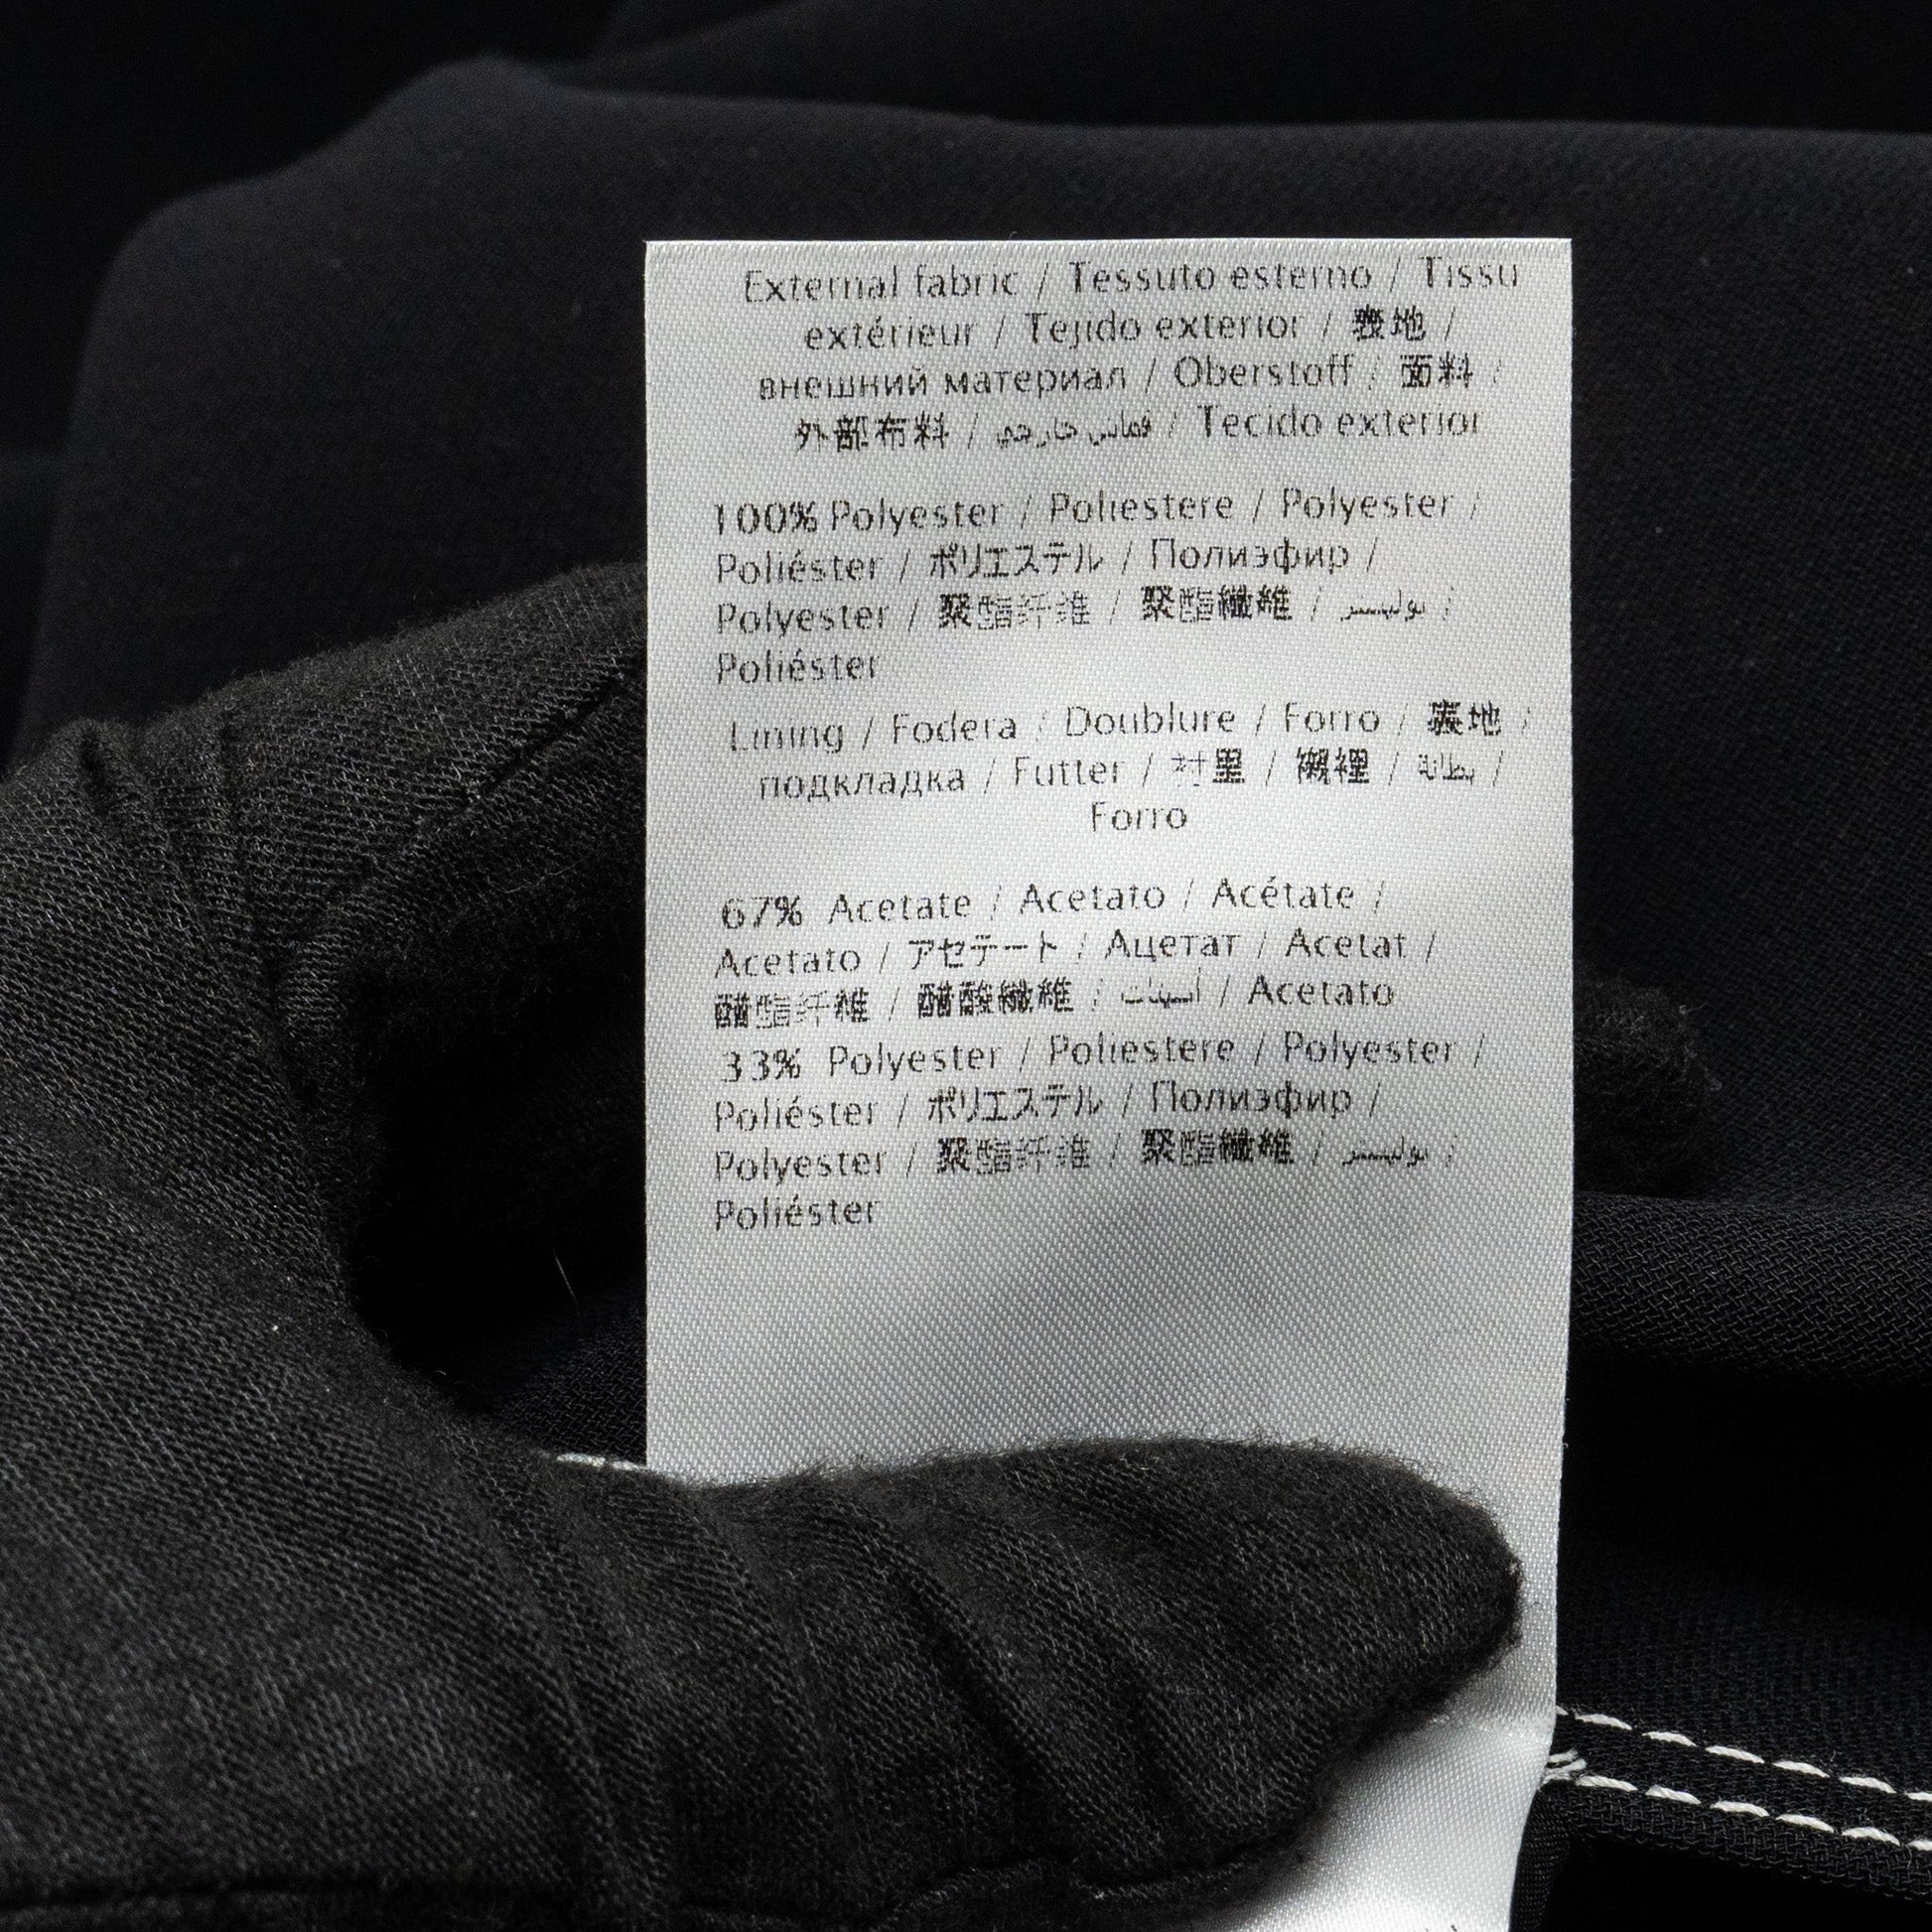 External fabric / Tessuto esterno / Tissu
extérieur / Tejido exterior / 表地 /
внешний материал / Oberstoff / 面料 /
外部布料 / قماش خارجي / Tecido exterior
100% Polyester / Poliestere / Polyester /
Poliéster / ポリエステル / Полиэфир /
Polyester / 聚酯纤维 / 聚酯纖維 / بوليستر /
Poliéster
Lining / Fodera / Doublure / Forro / 裏地 /
подкладка / Futter / 衬里 / 襯裡 / بطانة /
Forro
67% Acetate / Acetato / Acétate /
Acetato / アセテート / Ацетат / Acetat /
醋酯纤维 / 醋酸纖維 / أسيتات / Acetato
33% Polyester / Poliestere / Polyester /
Poliéster / ポリエステル / Полиэфир /
Polyester / 聚酯纤维 / 聚酯纖維 / بوليستر /
Poliéster